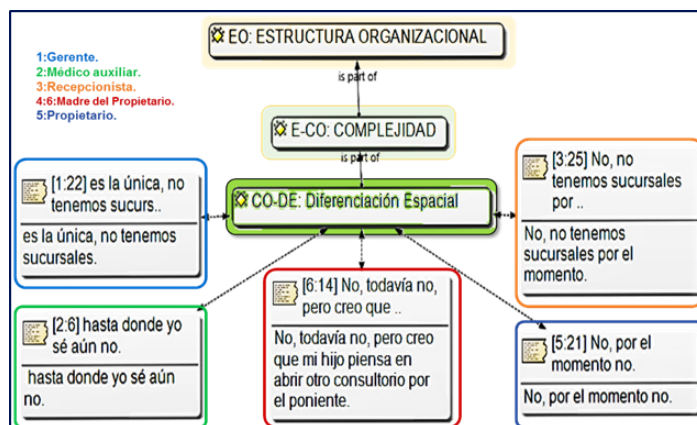 EO: ESTRUCTURA ORGANIZACIONAL
1:Gerente.
2:Médico auxiliar.
3:Recepcionista.
4:6:Madre del Propietario.
5:Propietario.
is part of
E-CO: COMPLEJIDAD
is part of
CO-DE: Diferenciación Espacial
[1:22] es la única, no
tenemos sucurs..
es la única, no tenemos
sucursales.
[3:25] No, no
tenemos sucursales
por ..
No, no tenemos
sucursales por el
momento.
[2:6] hasta donde yo
sé aún no.
hasta donde yo sé aún
no.
[6:14] No, todavía no,
pero creo que ..
No, todavía no, pero creo
que mi hijo piensa en
abrir otro consultorio por
el poniente.
[5:21] No, por el
momento no.
No, por el momento no.